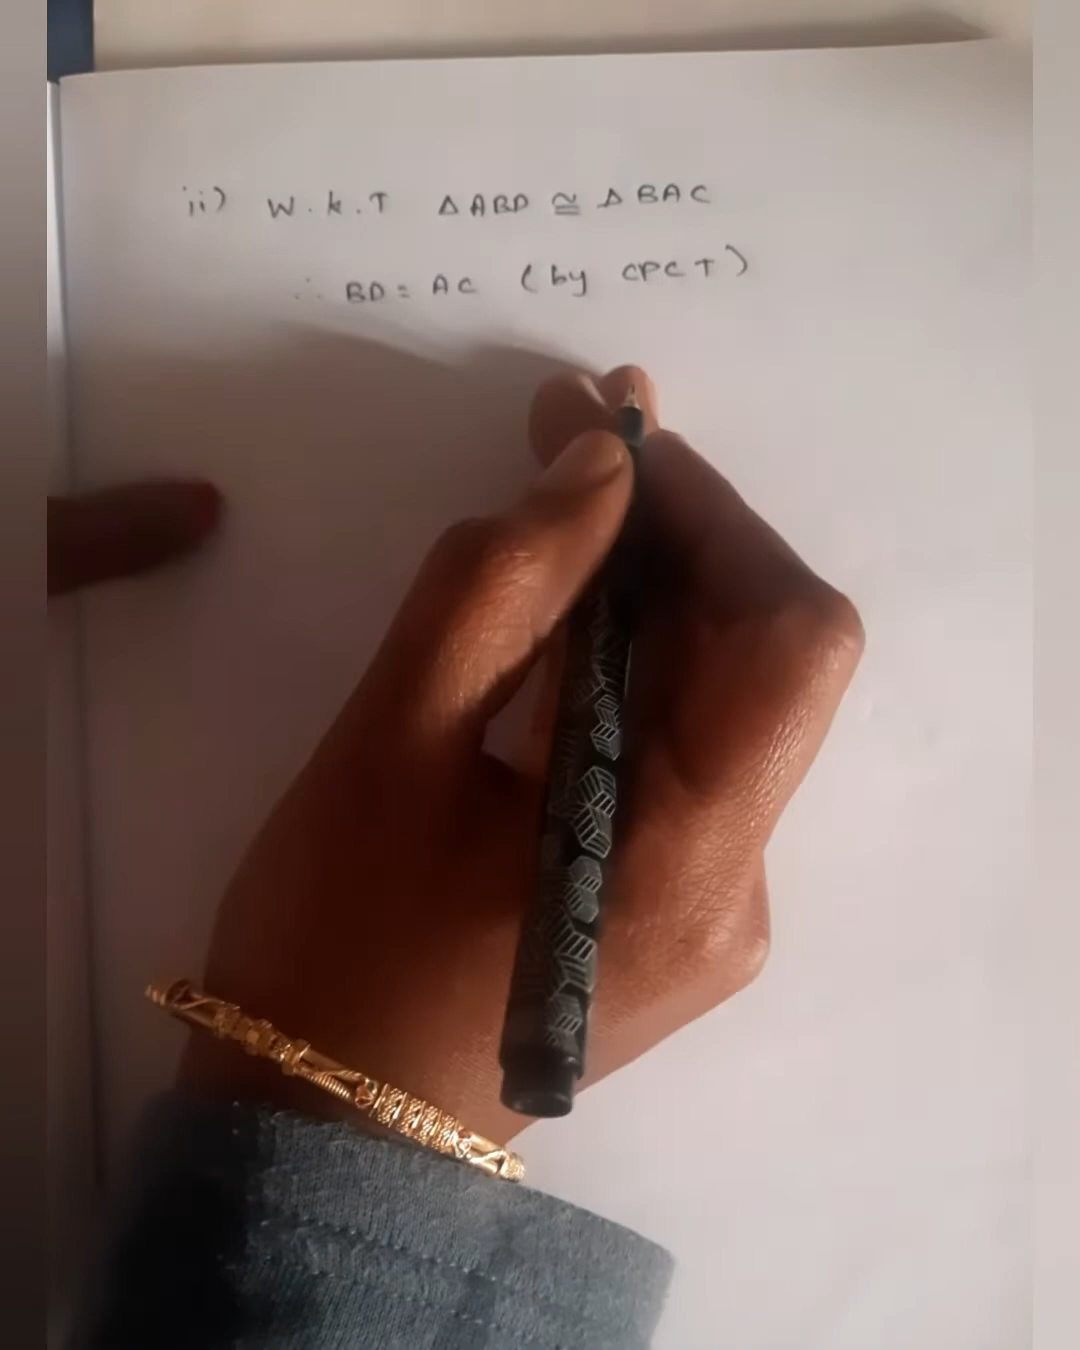 ii) W.k.T ΔABD ≅ ΔBAC
∴ BD = AC (by CPCT)